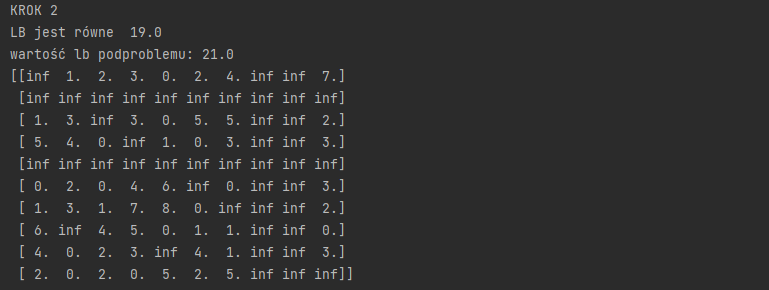 KROK 2
LB jest równe  19.0
wartość lb podproblemu: 21.0
[[inf  1.  2.  3.  0.  2.  4. inf inf  7.]
 [inf inf inf inf inf inf inf inf inf inf]
 [ 1.  3. inf  3.  0.  5.  5. inf inf  2.]
 [ 5.  4.  0. inf  1.  0.  3. inf inf  3.]
 [inf inf inf inf inf inf inf inf inf inf]
 [ 0.  2.  0.  4.  6. inf  0. inf inf  3.]
 [ 1.  3.  1.  7.  8.  0. inf inf inf  2.]
 [ 6. inf  4.  5.  0.  1.  1. inf inf  0.]
 [ 4.  0.  2.  3. inf  4.  1. inf inf  3.]
 [ 2.  0.  2.  0.  5.  2.  5. inf inf inf]]